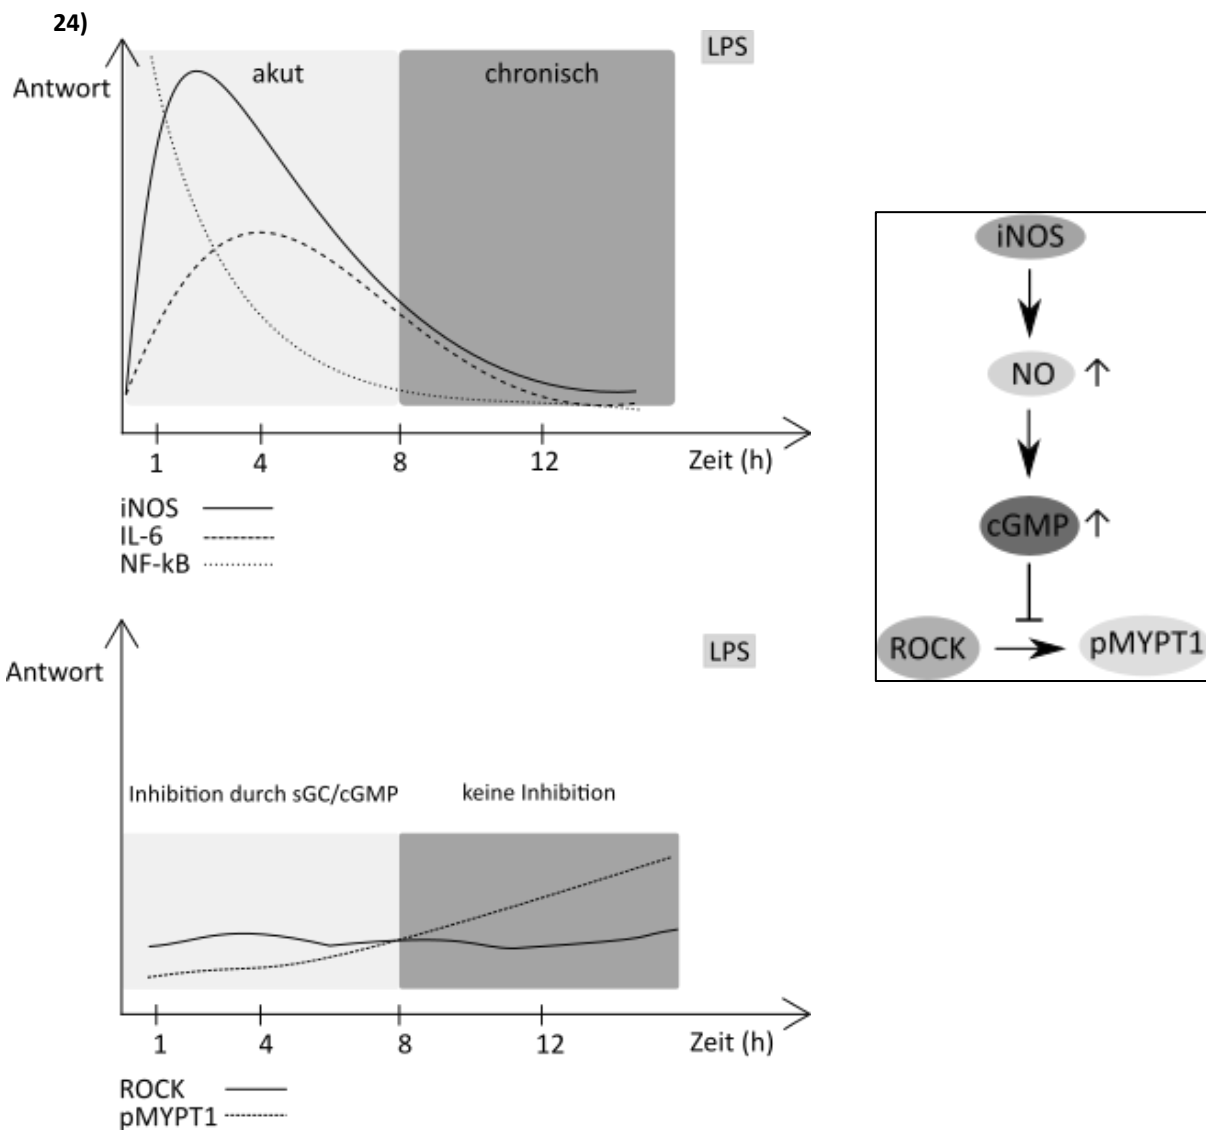 24)
LPS
akut
chronisch
Antwort
1 4 8 12 Zeit (h)
iNOS
IL-6
NF-kB
iNOS
NO ↑
cGMP ↑
ROCK
pMYPT1
LPS
Antwort
Inhibition durch sGC/cGMP
keine Inhibition
1 4 8 12 Zeit (h)
ROCK
pMYPT1